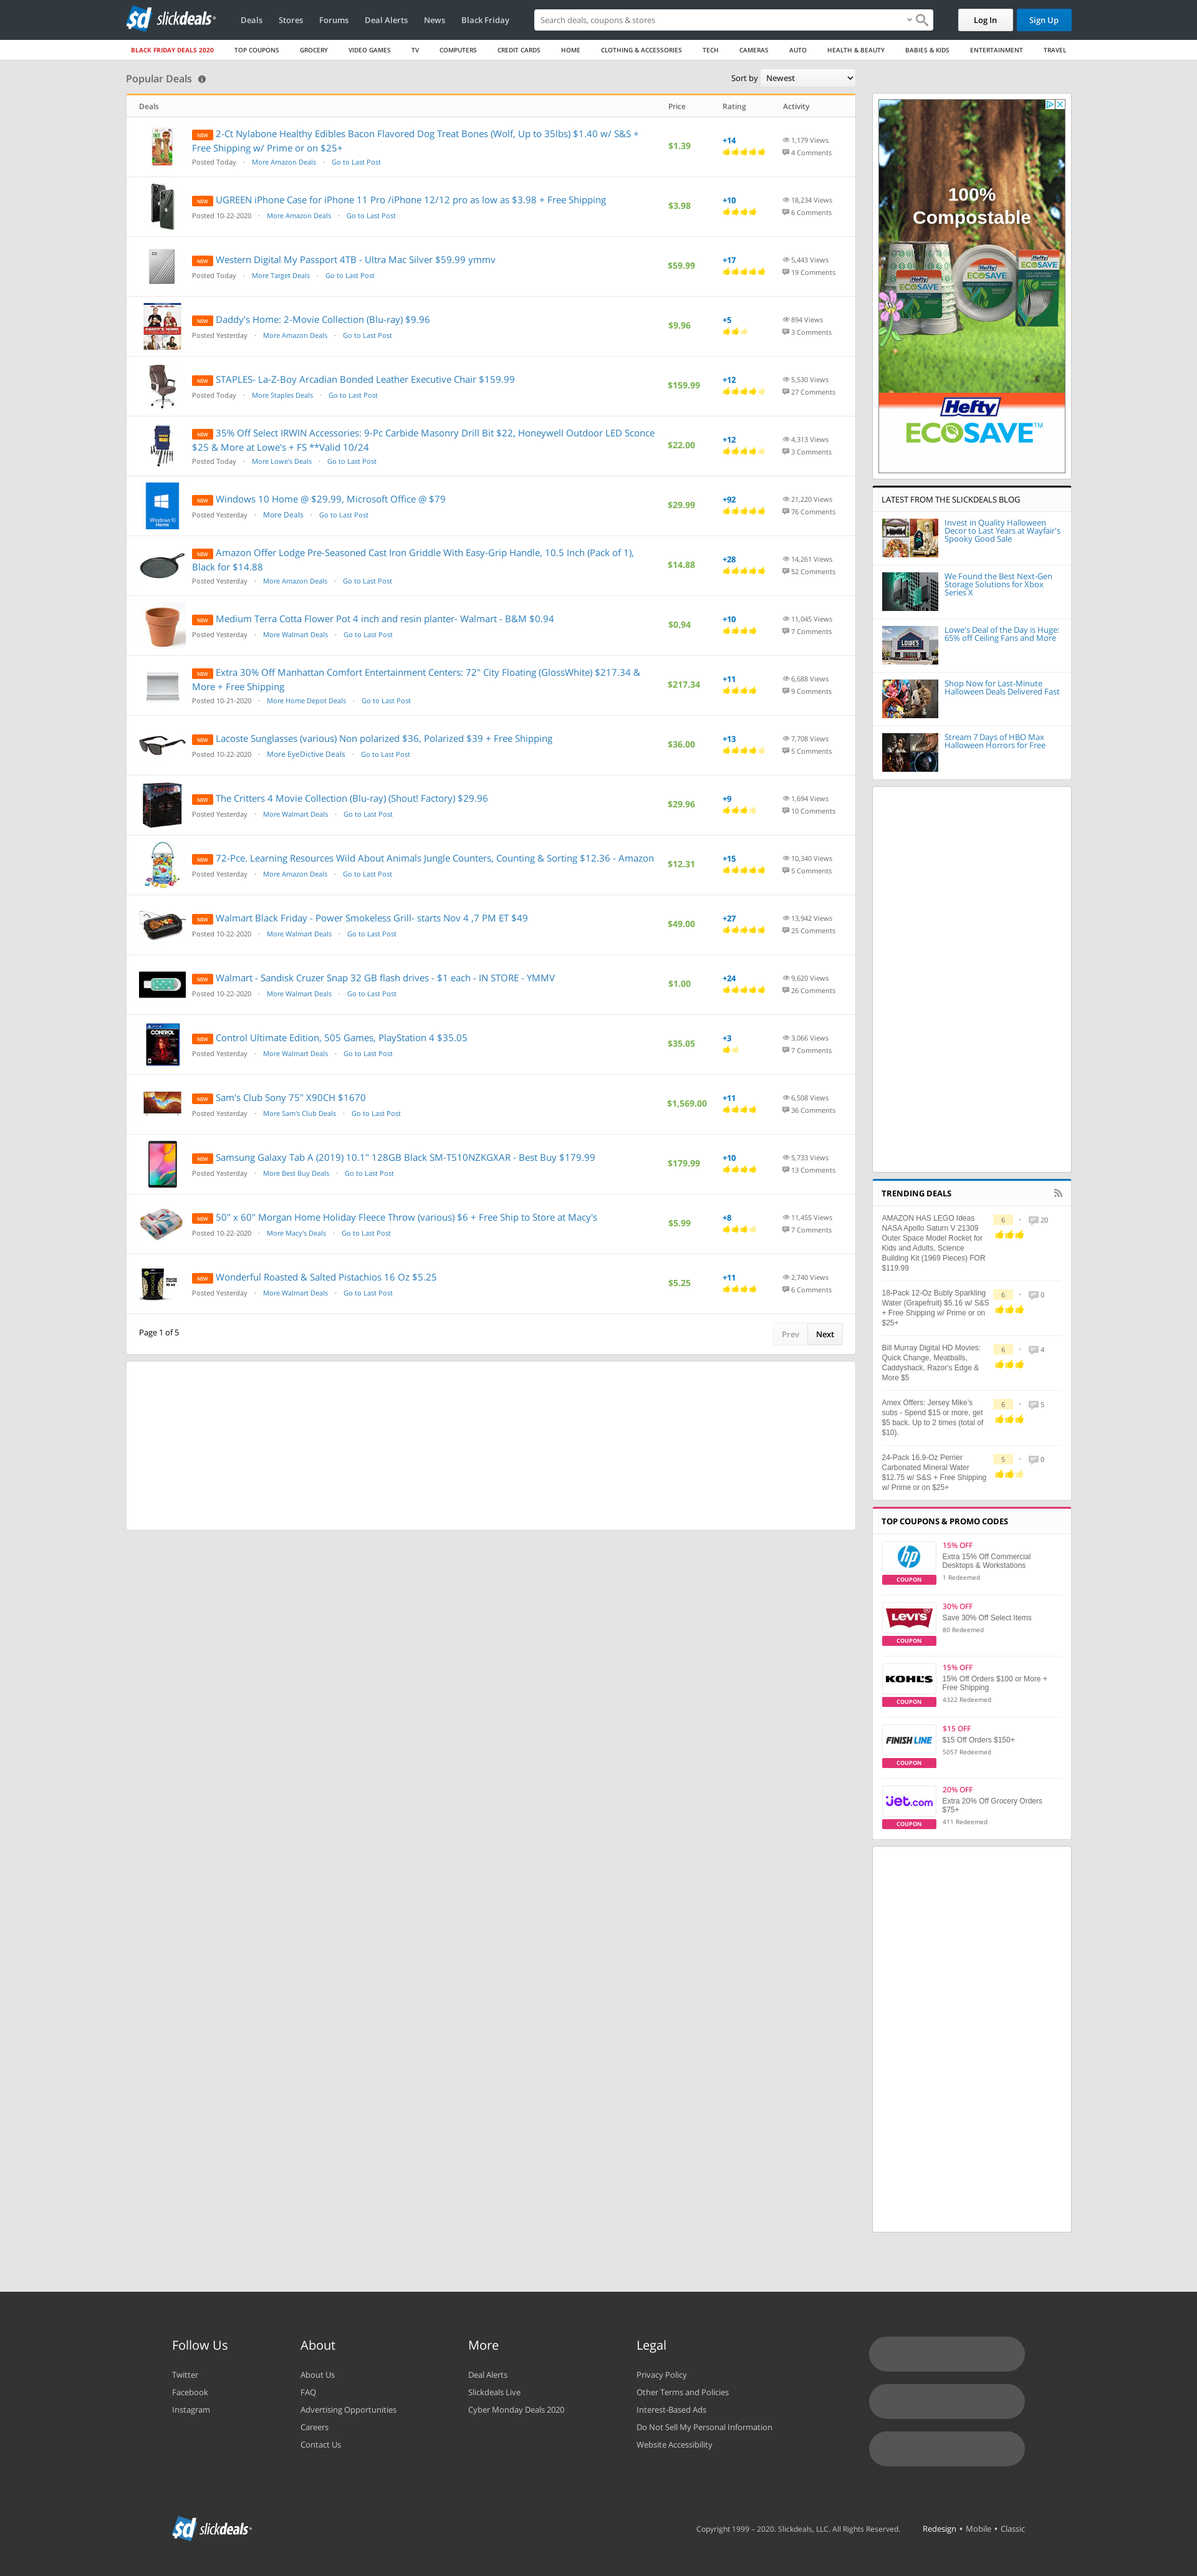 slickdeals
Deals
Stores
Forums
Deal Alerts
News
Black Friday
Search deals, coupons & stores
Log In
Sign Up
BLACK FRIDAY DEALS 2020
TOP COUPONS
GROCERY
VIDEO GAMES
TV
COMPUTERS
CREDIT CARDS
HOME
CLOTHING & ACCESSORIES
TECH
CAMERAS
AUTO
HEALTH & BEAUTY
BABIES & KIDS
ENTERTAINMENT
TRAVEL
Popular Deals
Sort by Newest
Deals Price Rating Activity
NEW 2-Ct Nylabone Healthy Edibles Bacon Flavored Dog Treat Bones (Wolf, Up to 35lbs) $1.40 w/ S&S +
Free Shipping w/ Prime or on $25+
Posted Today · More Amazon Deals · Go to Last Post
$1.39
+14
1,179 Views
4 Comments
NEW UGREEN iPhone Case for iPhone 11 Pro /iPhone 12/12 pro as low as $3.98 + Free Shipping
Posted 10-22-2020 · More Amazon Deals · Go to Last Post
$3.98
+10
18,234 Views
6 Comments
NEW Western Digital My Passport 4TB - Ultra Mac Silver $59.99 ymmv
Posted Today · More Target Deals · Go to Last Post
$59.99
+17
5,443 Views
19 Comments
NEW Daddy's Home: 2-Movie Collection (Blu-ray) $9.96
Posted Yesterday · More Amazon Deals · Go to Last Post
$9.96
+5
894 Views
3 Comments
NEW STAPLES- La-Z-Boy Arcadian Bonded Leather Executive Chair $159.99
Posted Today · More Staples Deals · Go to Last Post
$159.99
+12
5,530 Views
27 Comments
NEW 35% Off Select IRWIN Accessories: 9-Pc Carbide Masonry Drill Bit $22, Honeywell Outdoor LED Sconce
$25 & More at Lowe's + FS **Valid 10/24
Posted Today · More Lowe's Deals · Go to Last Post
$22.00
+12
4,313 Views
3 Comments
Windows 10
Home
NEW Windows 10 Home @ $29.99, Microsoft Office @ $79
Posted Yesterday · More Deals · Go to Last Post
$29.99
+92
21,220 Views
76 Comments
NEW Amazon Offer Lodge Pre-Seasoned Cast Iron Griddle With Easy-Grip Handle, 10.5 Inch (Pack of 1),
Black for $14.88
Posted Yesterday · More Amazon Deals · Go to Last Post
$14.88
+28
14,261 Views
52 Comments
NEW Medium Terra Cotta Flower Pot 4 inch and resin planter- Walmart - B&M $0.94
Posted Yesterday · More Walmart Deals · Go to Last Post
$0.94
+10
11,045 Views
7 Comments
NEW Extra 30% Off Manhattan Comfort Entertainment Centers: 72" City Floating (GlossWhite) $217.34 &
More + Free Shipping
Posted 10-21-2020 · More Home Depot Deals · Go to Last Post
$217.34
+11
6,688 Views
9 Comments
NEW Lacoste Sunglasses (various) Non polarized $36, Polarized $39 + Free Shipping
Posted 10-22-2020 · More EyeDictive Deals · Go to Last Post
$36.00
+13
7,708 Views
5 Comments
NEW The Critters 4 Movie Collection (Blu-ray) (Shout! Factory) $29.96
Posted Yesterday · More Walmart Deals · Go to Last Post
$29.96
+9
1,694 Views
10 Comments
NEW 72-Pce. Learning Resources Wild About Animals Jungle Counters, Counting & Sorting $12.36 - Amazon
Posted Yesterday · More Amazon Deals · Go to Last Post
$12.31
+15
10,340 Views
5 Comments
NEW Walmart Black Friday - Power Smokeless Grill- starts Nov 4 ,7 PM ET $49
Posted 10-22-2020 · More Walmart Deals · Go to Last Post
$49.00
+27
13,942 Views
25 Comments
NEW Walmart - Sandisk Cruzer Snap 32 GB flash drives - $1 each - IN STORE - YMMV
Posted 10-22-2020 · More Walmart Deals · Go to Last Post
$1.00
+24
9,620 Views
26 Comments
CONTROL
NEW Control Ultimate Edition, 505 Games, PlayStation 4 $35.05
Posted Yesterday · More Walmart Deals · Go to Last Post
$35.05
+3
3,066 Views
7 Comments
NEW Sam's Club Sony 75" X90CH $1670
Posted Yesterday · More Sam's Club Deals · Go to Last Post
$1,569.00
+11
6,508 Views
36 Comments
NEW Samsung Galaxy Tab A (2019) 10.1" 128GB Black SM-T510NZKGXAR - Best Buy $179.99
Posted Yesterday · More Best Buy Deals · Go to Last Post
$179.99
+10
5,733 Views
13 Comments
NEW 50" x 60" Morgan Home Holiday Fleece Throw (various) $6 + Free Ship to Store at Macy's
Posted 10-22-2020 · More Macy's Deals · Go to Last Post
$5.99
+8
11,455 Views
7 Comments
NEW Wonderful Roasted & Salted Pistachios 16 Oz $5.25
Posted Yesterday · More Walmart Deals · Go to Last Post
$5.25
+11
2,740 Views
6 Comments
Page 1 of 5
Prev
Next
100%
Compostable
Hefty
ECOSAVE
Hefty
ECOSAVE
Hefty
ECOSAVE
Hefty
ECOSAVE™
LATEST FROM THE SLICKDEALS BLOG
Invest in Quality Halloween
Decor to Last Years at Wayfair's
Spooky Good Sale
We Found the Best Next-Gen
Storage Solutions for Xbox
Series X
LOWE'S
Lowe's Deal of the Day is Huge:
65% off Ceiling Fans and More
Shop Now for Last-Minute
Halloween Deals Delivered Fast
Stream 7 Days of HBO Max
Halloween Horrors for Free
TRENDING DEALS
AMAZON HAS LEGO Ideas
NASA Apollo Saturn V 21309
Outer Space Model Rocket for
Kids and Adults, Science
Building Kit (1969 Pieces) FOR
$119.99
6 · 20
18-Pack 12-Oz Bubly Sparkling
Water (Grapefruit) $5.16 w/ S&S
+ Free Shipping w/ Prime or on
$25+
6 · 0
Bill Murray Digital HD Movies:
Quick Change, Meatballs,
Caddyshack, Razor's Edge &
More $5
6 · 4
Amex Offers: Jersey Mike's
subs - Spend $15 or more, get
$5 back. Up to 2 times (total of
$10).
6 · 5
24-Pack 16.9-Oz Perrier
Carbonated Mineral Water
$12.75 w/ S&S + Free Shipping
w/ Prime or on $25+
5 · 0
TOP COUPONS & PROMO CODES
hp
COUPON
15% OFF
Extra 15% Off Commercial
Desktops & Workstations
1 Redeemed
LEVI'S
COUPON
30% OFF
Save 30% Off Select Items
80 Redeemed
KOHL'S
COUPON
15% OFF
15% Off Orders $100 or More +
Free Shipping
4322 Redeemed
FINISH LINE
COUPON
$15 OFF
$15 Off Orders $150+
5057 Redeemed
jet.com
COUPON
20% OFF
Extra 20% Off Grocery Orders
$75+
411 Redeemed
Follow Us
Twitter
Facebook
Instagram
About
About Us
FAQ
Advertising Opportunities
Careers
Contact Us
More
Deal Alerts
Slickdeals Live
Cyber Monday Deals 2020
Legal
Privacy Policy
Other Terms and Policies
Interest-Based Ads
Do Not Sell My Personal Information
Website Accessibility
slickdeals
Copyright 1999 – 2020. Slickdeals, LLC. All Rights Reserved.
Redesign • Mobile • Classic